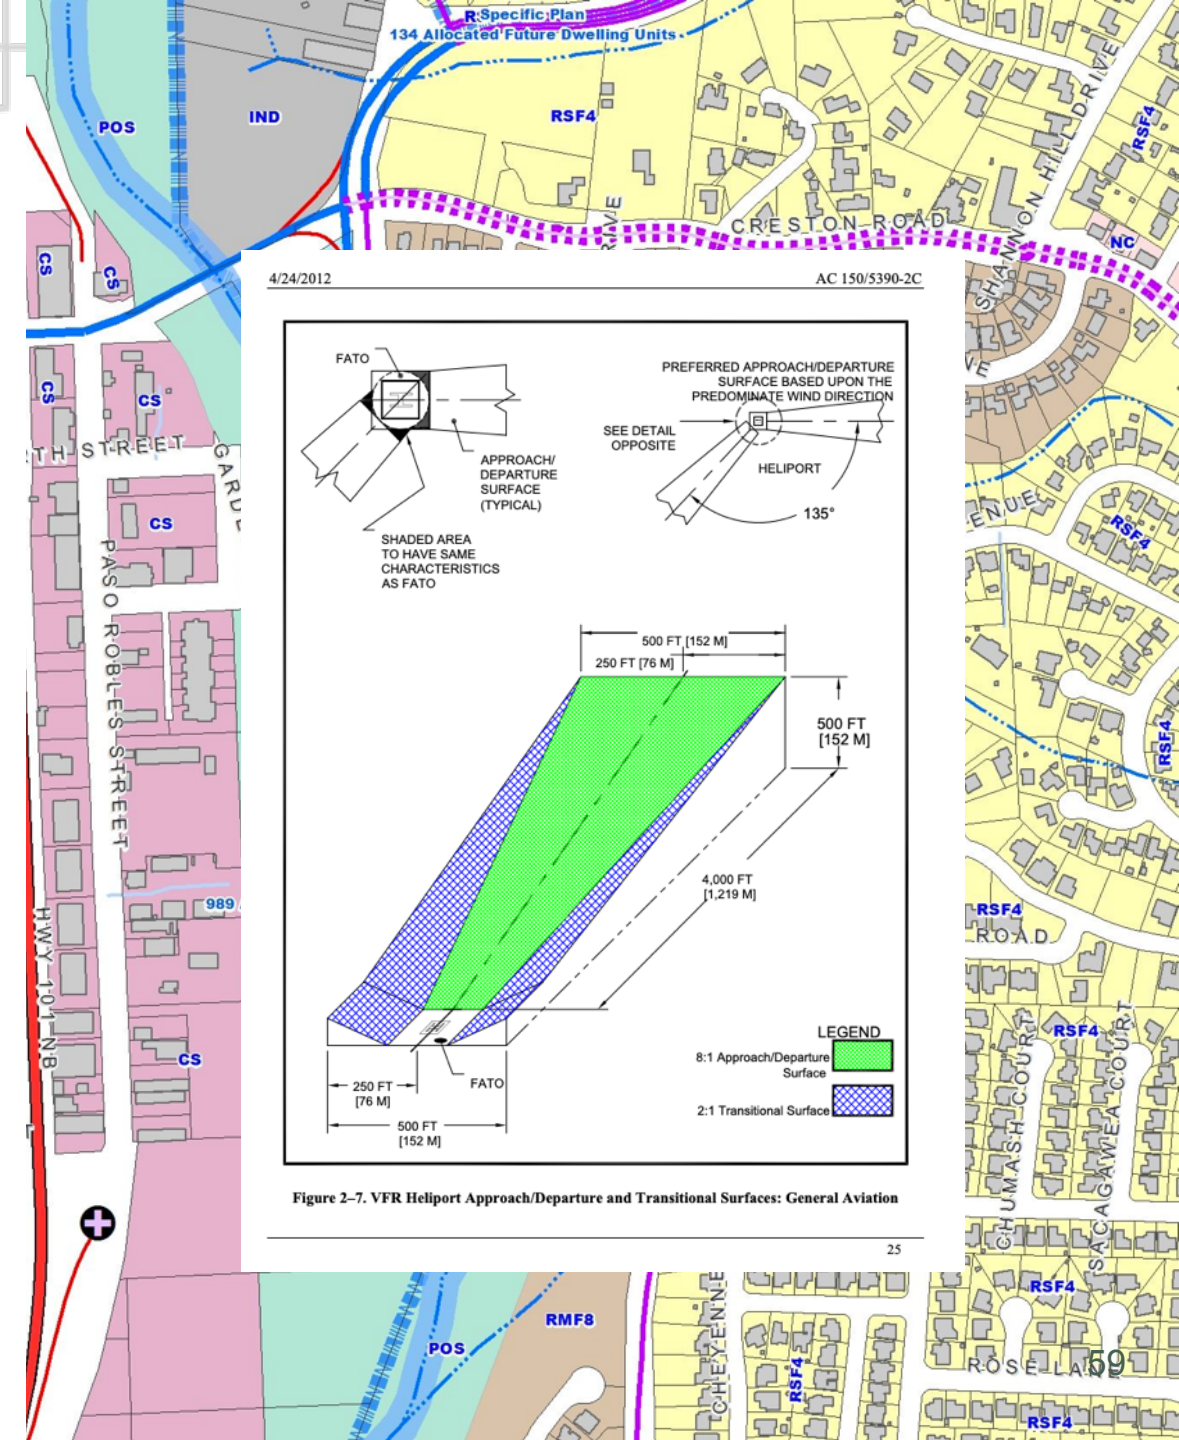 R Specific Plan
134 Allocated Future Dwelling Units
POS
IND
RSF4
RSF4
SHANNON HILL DRIVE
CRESTON ROAD
NC
CS
CS
CS
CS
CS
TH STREET
PASO ROBLES STREET
HWY 101 NB
989
CS
4/24/2012
AC 150/5390-2C
FATO
APPROACH/
DEPARTURE
SURFACE
(TYPICAL)
SHADED AREA
TO HAVE SAME
CHARACTERISTICS
AS FATO
PREFERRED APPROACH/DEPARTURE
SURFACE BASED UPON THE
PREDOMINATE WIND DIRECTION
SEE DETAIL
OPPOSITE
HELIPORT
135°
500 FT [152 M]
250 FT [76 M]
500 FT
[152 M]
4,000 FT
[1,219 M]
FATO
250 FT
[76 M]
500 FT
[152 M]
LEGEND
8:1 Approach/Departure
Surface
2:1 Transitional Surface
Figure 2–7. VFR Heliport Approach/Departure and Transitional Surfaces: General Aviation
25
ENUE
RSF4
RSF4
RSF4
ROAD
RSF4
CHUMASH COURT
SACAGAWEA COURT
RSF4
ROSE LANE
59
RSF4
RSF4
CHEYENNE
RMF8
POS